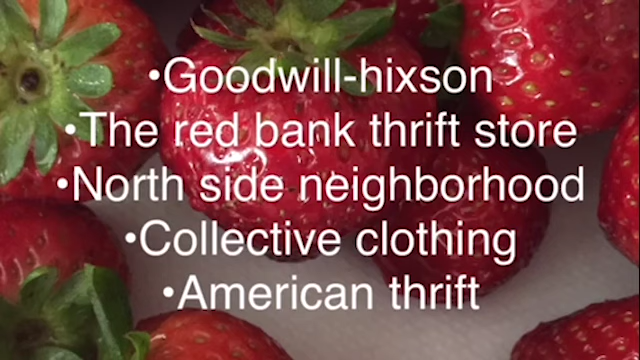 •Goodwill-hixson
•The red bank thrift store
•North side neighborhood
•Collective clothing
•American thrift